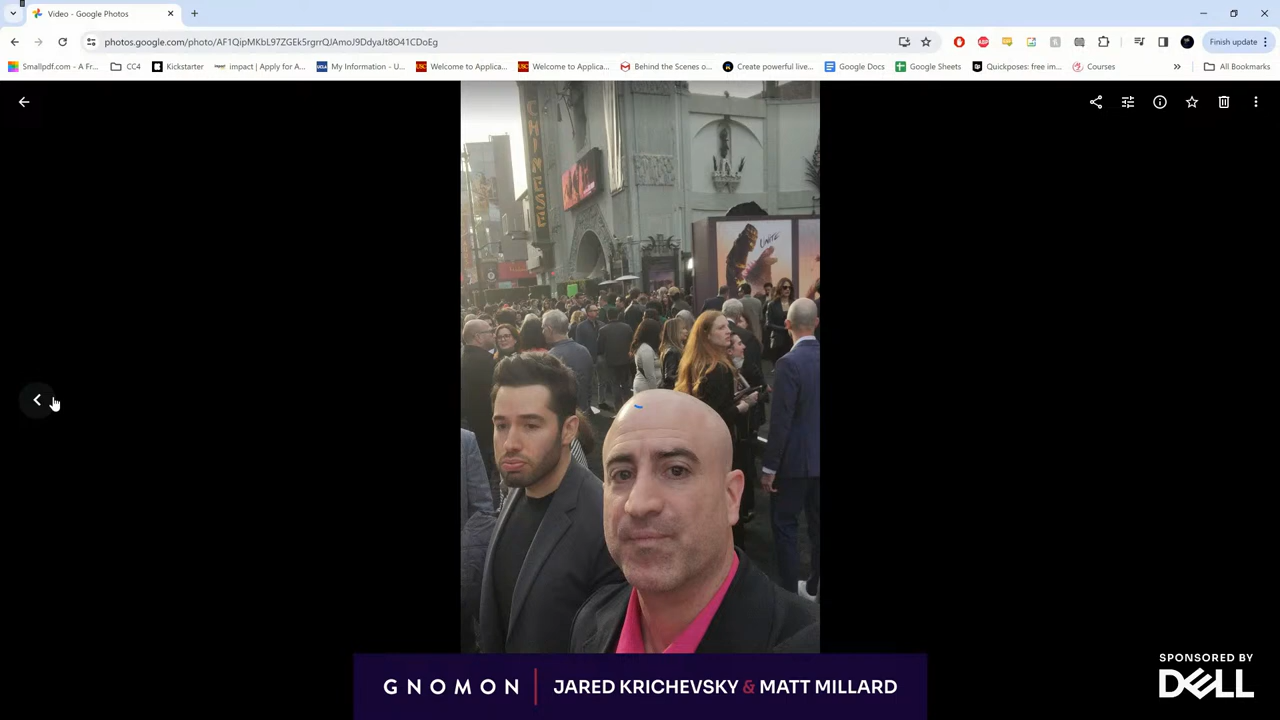 Video - Google Photos
photos.google.com/photo/AF1QipMKbL97ZGEk5rgrrQJAmoJ9DdyaJt8O41CDoEg
Finish update
Smallpdf.com - A Fr...
CC4
Kickstarter
impact | Apply for A...
My Information - U...
Welcome to Applica...
Welcome to Applica...
Behind the Scenes o...
Create powerful live...
Google Docs
Google Sheets
Quickposes: free im...
Courses
All Bookmarks
CHINESE
UNITE
GNOMON
JARED KRICHEVSKY & MATT MILLARD
SPONSORED BY
DELL